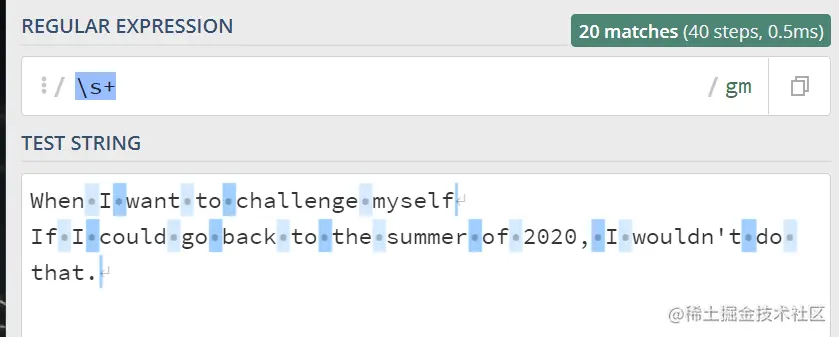 REGULAR EXPRESSION
20 matches (40 steps, 0.5ms)
/ \s+ / gm
TEST STRING
When I want to challenge myself
If I could go back to the summer of 2020, I wouldn't do
that.
@稀土掘金技术社区